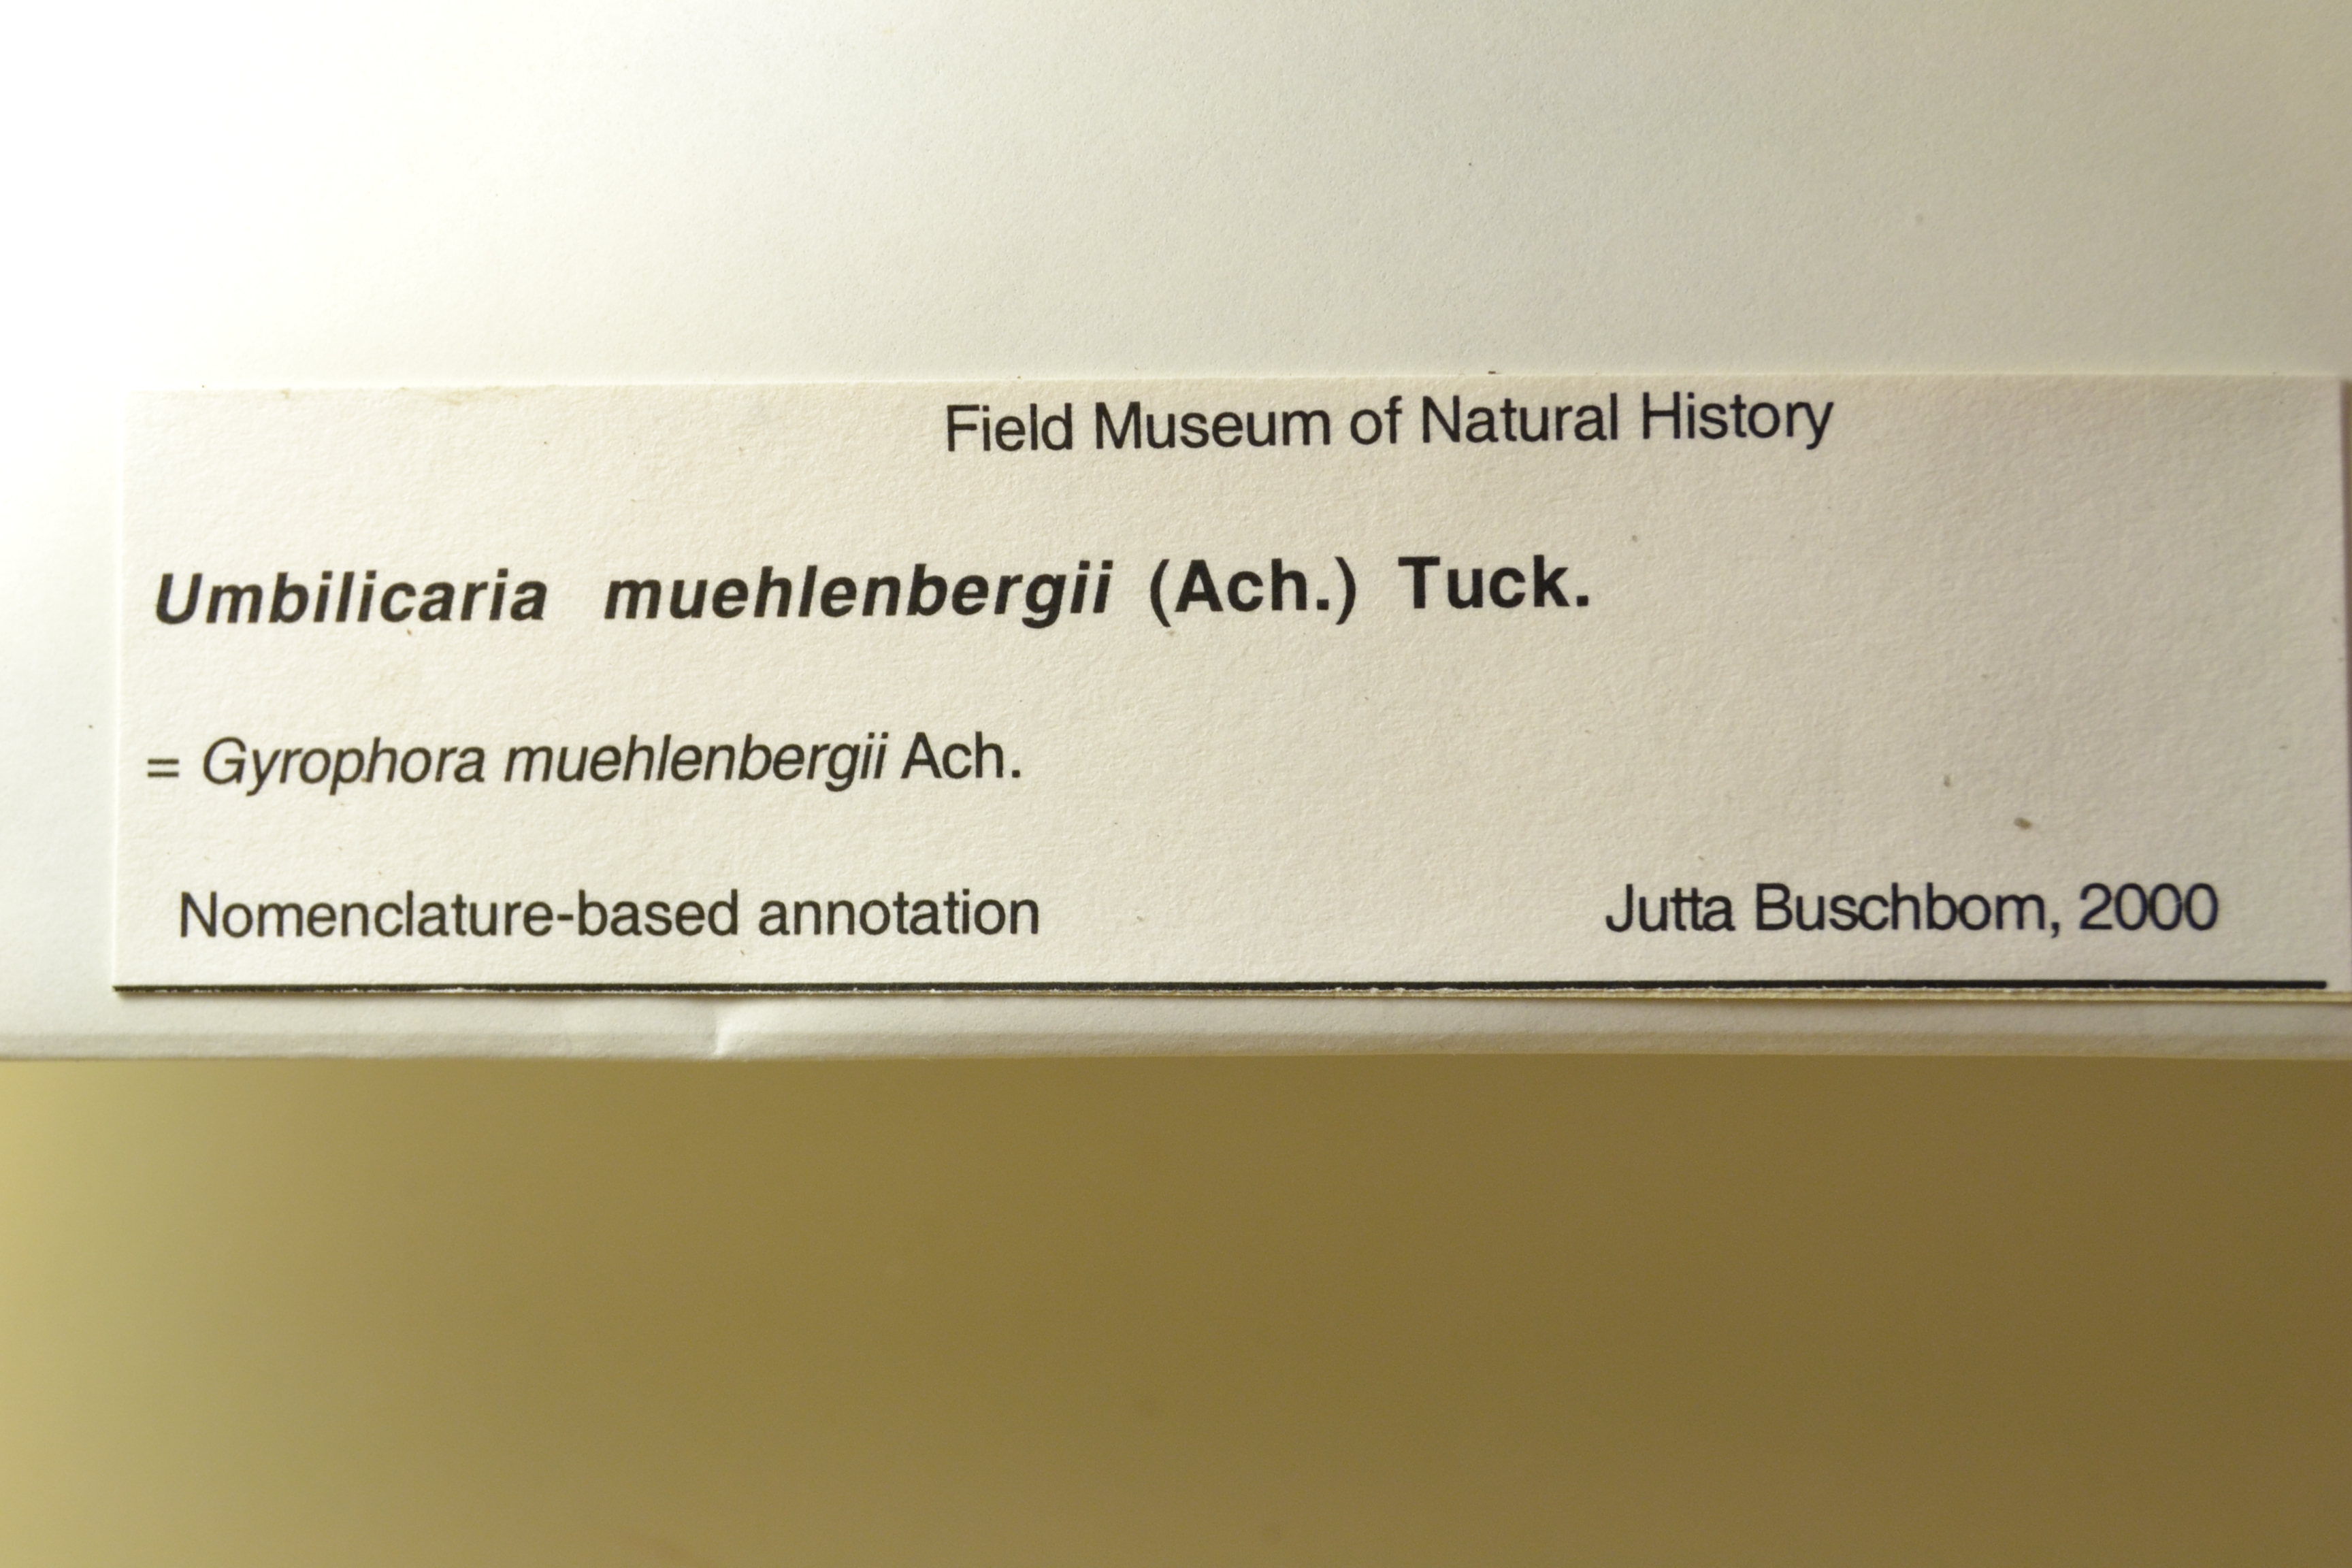 Field Museum of Natural History
Umbilicaria muehlenbergii (Ach.) Tuck.
= Gyrophora muehlenbergii Ach.
Nomenclature-based annotation Jutta Buschbom, 2000